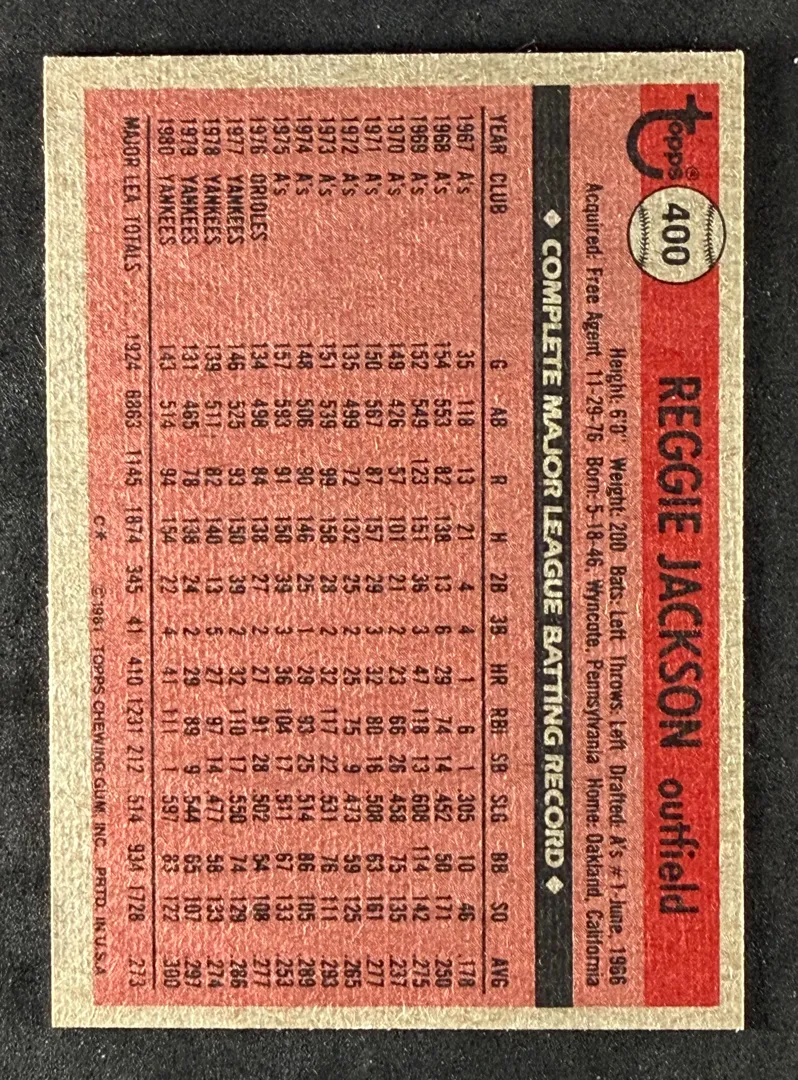 Topps®
400
REGGIE JACKSON outfield
Height: 6'0" Weight: 200 Bats: Left Throws: Left Drafted: A's #1-June, 1966
Acquired: Free Agent, 11-29-76 Born: 5-18-46, Wyncote, Pennsylvania Home: Oakland, California
◆ COMPLETE MAJOR LEAGUE BATTING RECORD ◆
YEAR CLUB G AB R H 2B 3B HR RBI SB SLG BB SO AVG
1967 A's 35 118 13 21 4 4 1 6 1 .305 10 46 .178
1968 A's 154 553 82 138 13 6 29 74 14 .452 50 171 .250
1969 A's 152 549 123 151 36 3 47 118 13 .608 114 142 .275
1970 A's 149 426 57 101 21 2 23 66 26 .458 75 135 .237
1971 A's 150 567 87 157 29 3 32 80 16 .508 63 161 .277
1972 A's 135 499 72 132 25 2 25 75 9 .473 59 125 .265
1973 A's 151 539 99 158 28 2 32 117 22 .531 76 111 .293
1974 A's 148 506 90 146 25 1 29 93 25 .514 86 105 .289
1975 A's 157 593 91 150 39 3 36 104 17 .511 67 133 .253
1976 ORIOLES 134 498 84 138 27 2 27 91 28 .502 54 108 .277
1977 YANKEES 146 525 93 150 39 2 32 110 17 .550 74 129 .286
1978 YANKEES 139 511 82 140 13 5 27 97 14 .477 58 133 .274
1979 YANKEES 131 465 78 138 24 2 29 89 9 .544 65 107 .297
1980 YANKEES 143 514 94 154 22 4 41 111 1 .597 83 122 .300
MAJOR LEA. TOTALS 1924 6863 1145 1874 345 41 410 1231 212 .514 934 1728 .273
C* ©1981 TOPPS CHEWING GUM, INC. PRTD. IN U.S.A.